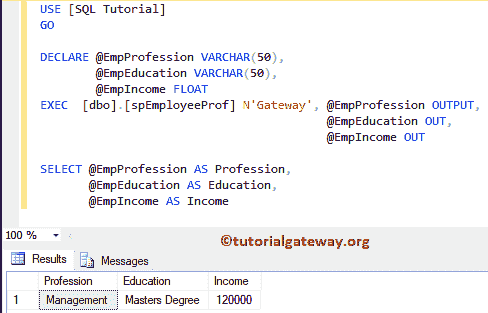 USE [SQL Tutorial]
GO
DECLARE @EmpProfession VARCHAR(50),
@EmpEducation VARCHAR(50),
@EmpIncome FLOAT
EXEC [dbo].[spEmployeeProf] N'Gateway', @EmpProfession OUTPUT,
@EmpEducation OUT,
@EmpIncome OUT
SELECT @EmpProfession AS Profession,
@EmpEducation AS Education,
@EmpIncome AS Income
100 %
©tutorialgateway.org
Results Messages
Profession Education Income
1 Management Masters Degree 120000